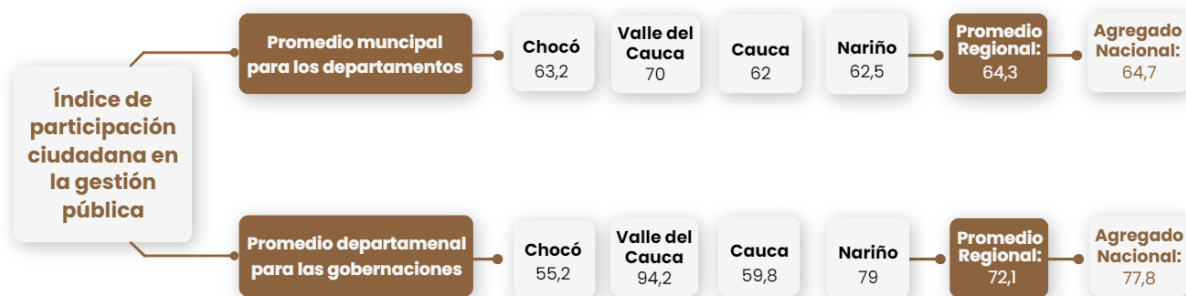 Índice de
participación
ciudadana en
la gestión
pública
Promedio muncipal
para los departamentos
Chocó
63,2
Valle del
Cauca
70
Cauca
62
Nariño
62,5
Promedio
Regional:
64,3
Agregado
Nacional:
64,7
Promedio departamenal
para las gobernaciones
Chocó
55,2
Valle del
Cauca
94,2
Cauca
59,8
Nariño
79
Promedio
Regional:
72,1
Agregado
Nacional:
77,8